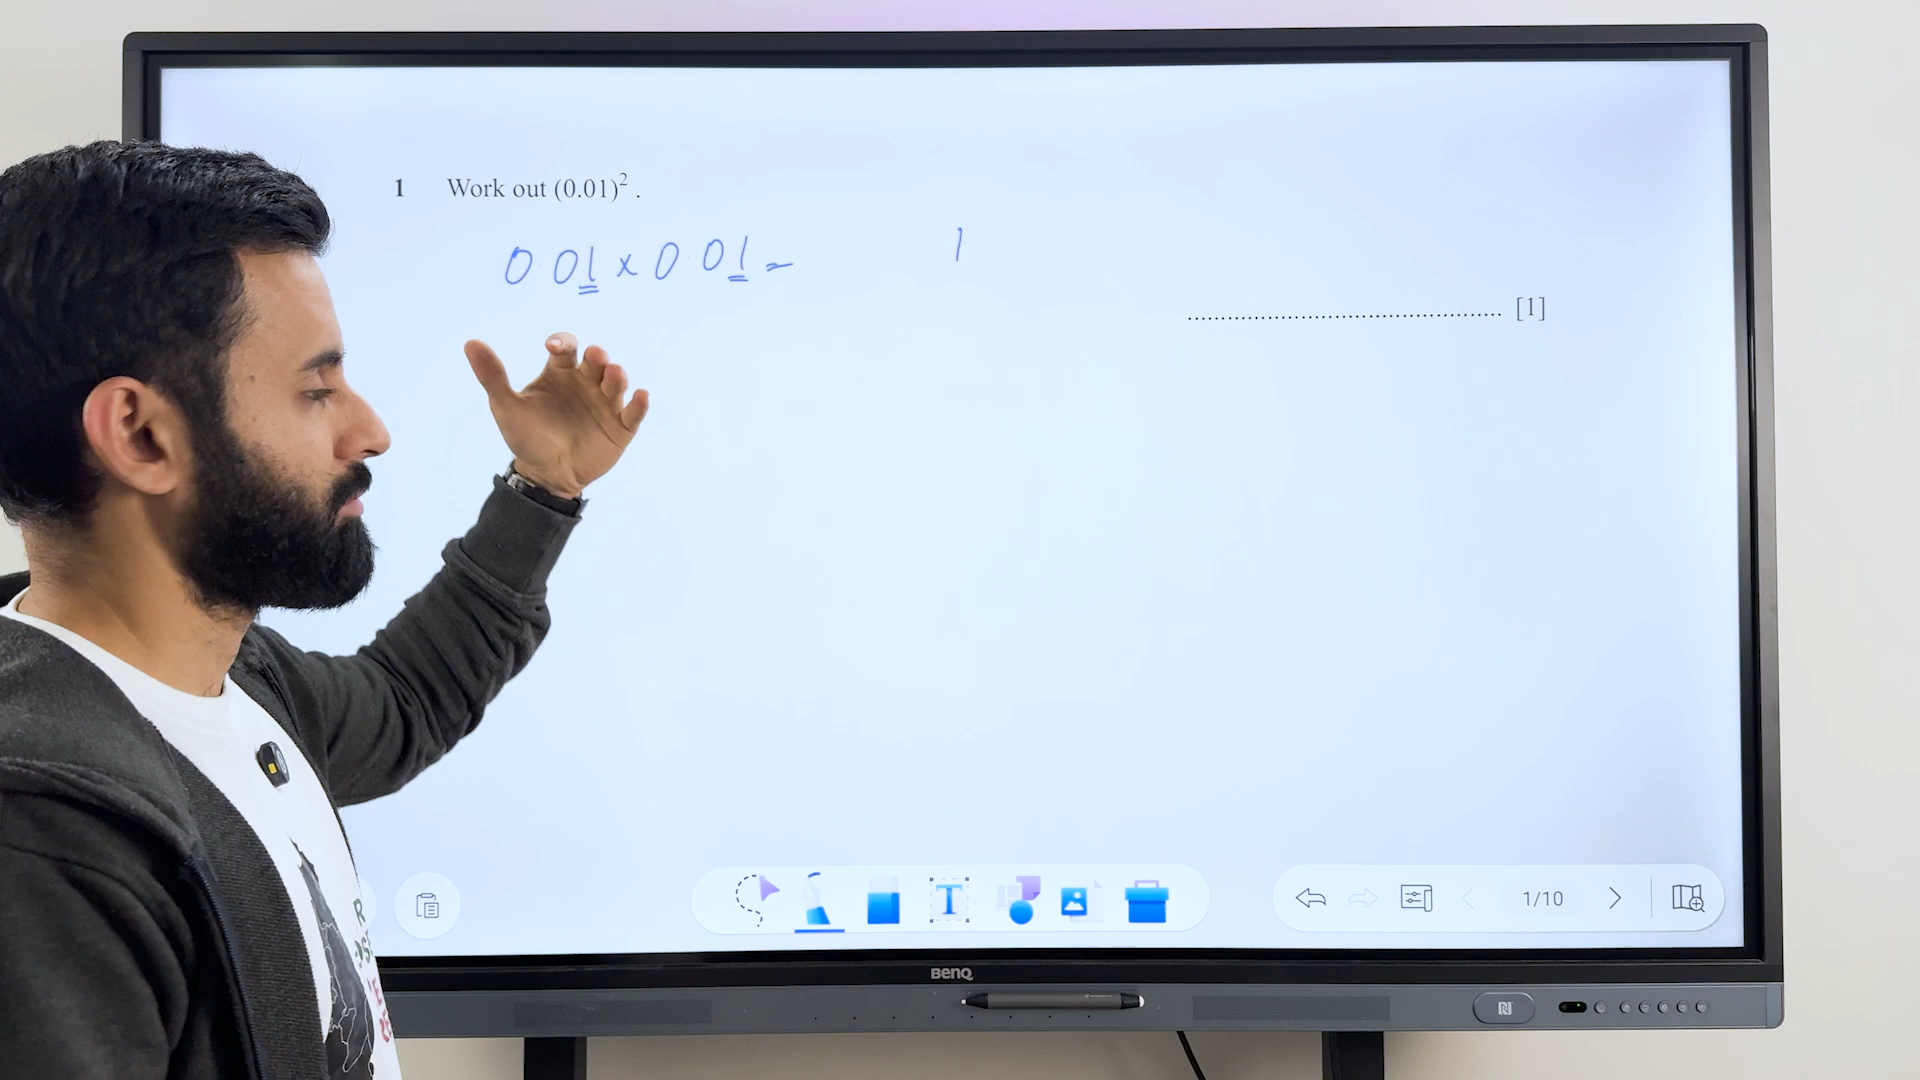 1 Work out (0.01)² .
0.01 x 0.01 =
1
.............................................. [1]
T
1/10
BenQ